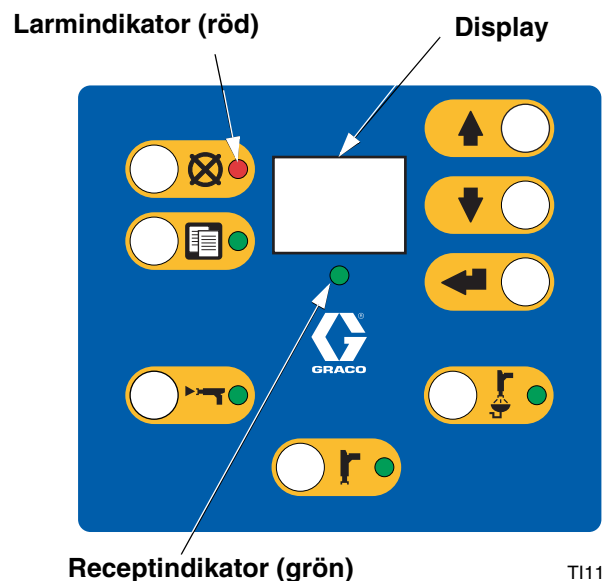 Larmindikator (röd)
Display
®
GRACO
Receptindikator (grön)
TI11